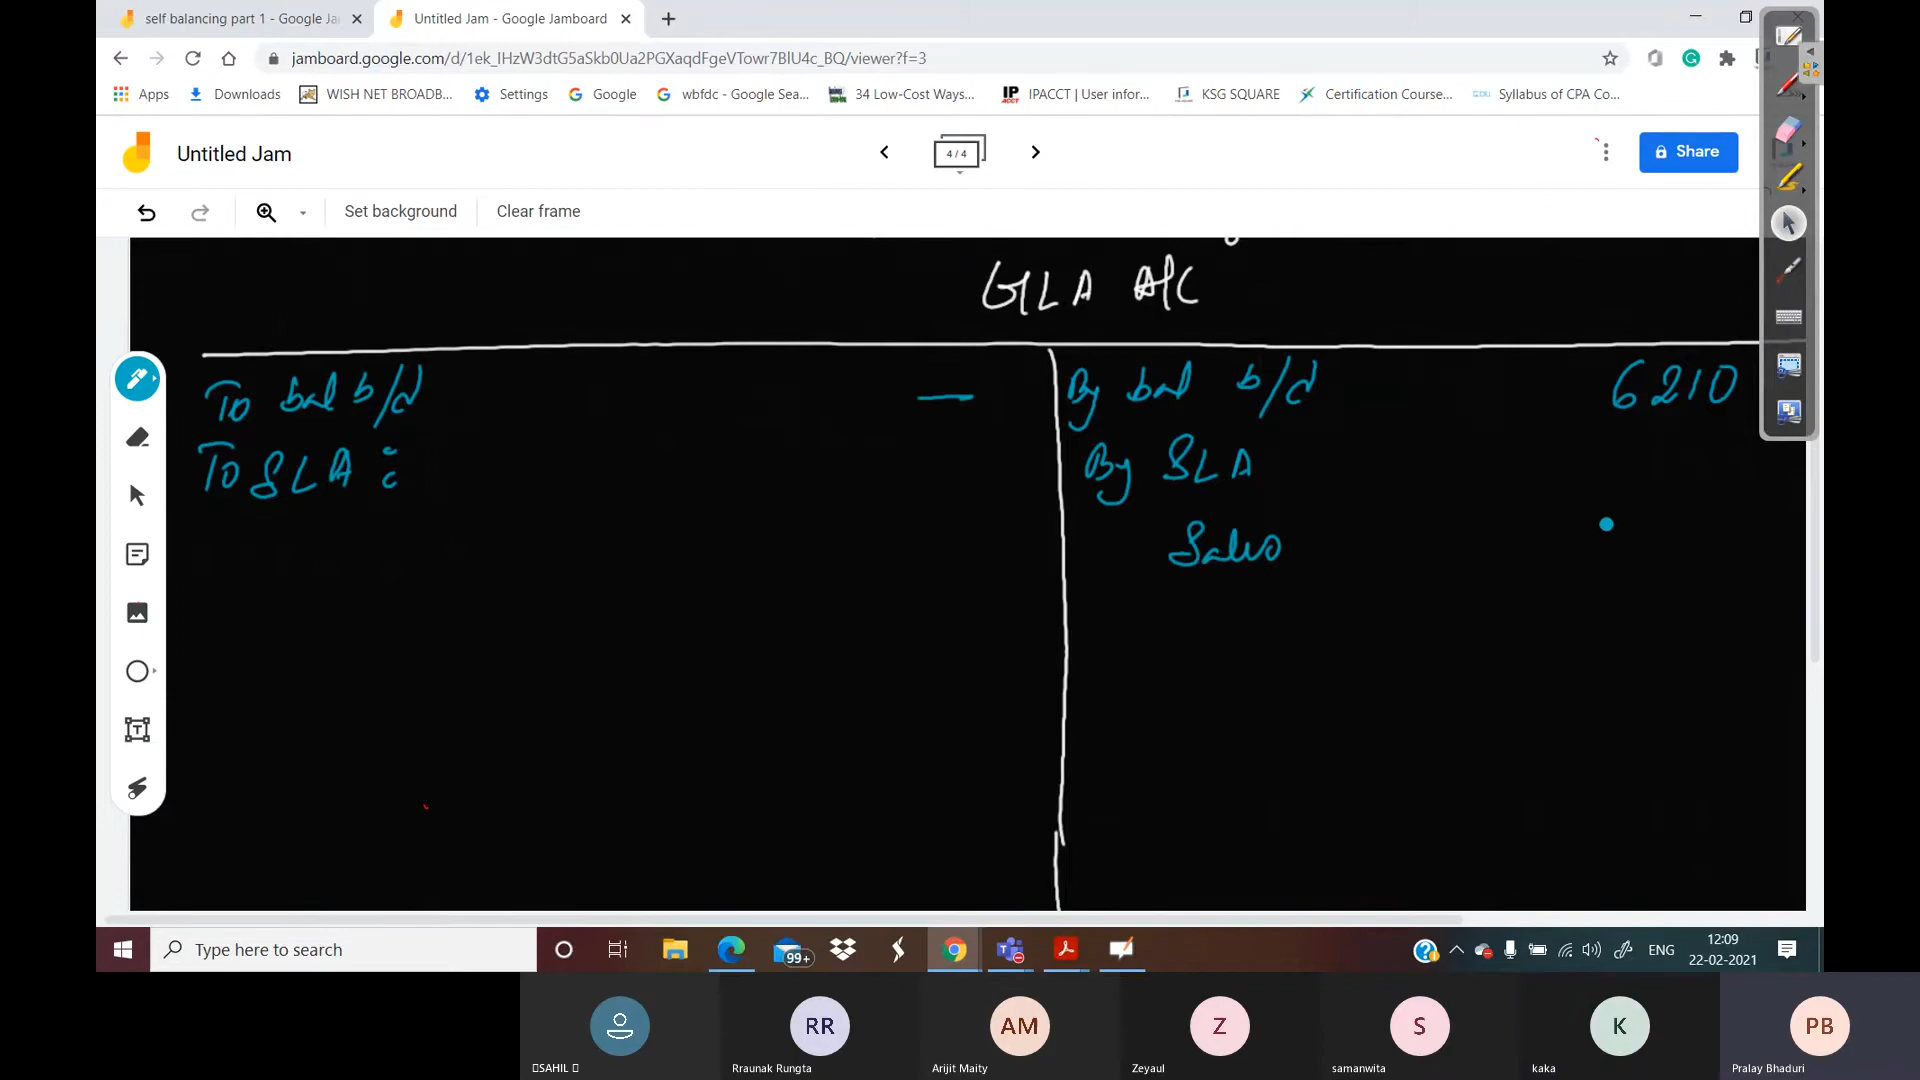 self balancing part 1 - Google Ja
Untitled Jam - Google Jamboard
jamboard.google.com/d/1ek_IHzW3dtG5aSkb0Ua2PGXaqdFgeVTowr7BlU4c_BQ/viewer?f=3
Apps Downloads WISH NET BROADB... Settings Google wbfdc - Google Sea... 34 Low-Cost Ways... IPACCT | User infor... KSG SQUARE Certification Course... Syllabus of CPA Co...
Untitled Jam
4 / 4
Share
Set background Clear frame
GLA A/C
To bal b/d — By bal b/d 6210
To SLA : By SLA
Sales
Type here to search
99+
ENG
12:09
22-02-2021
RR AM Z S K PB
SAHIL Rraunak Rungta Arijit Maity Zeyaul samanwita kaka Pralay Bhaduri